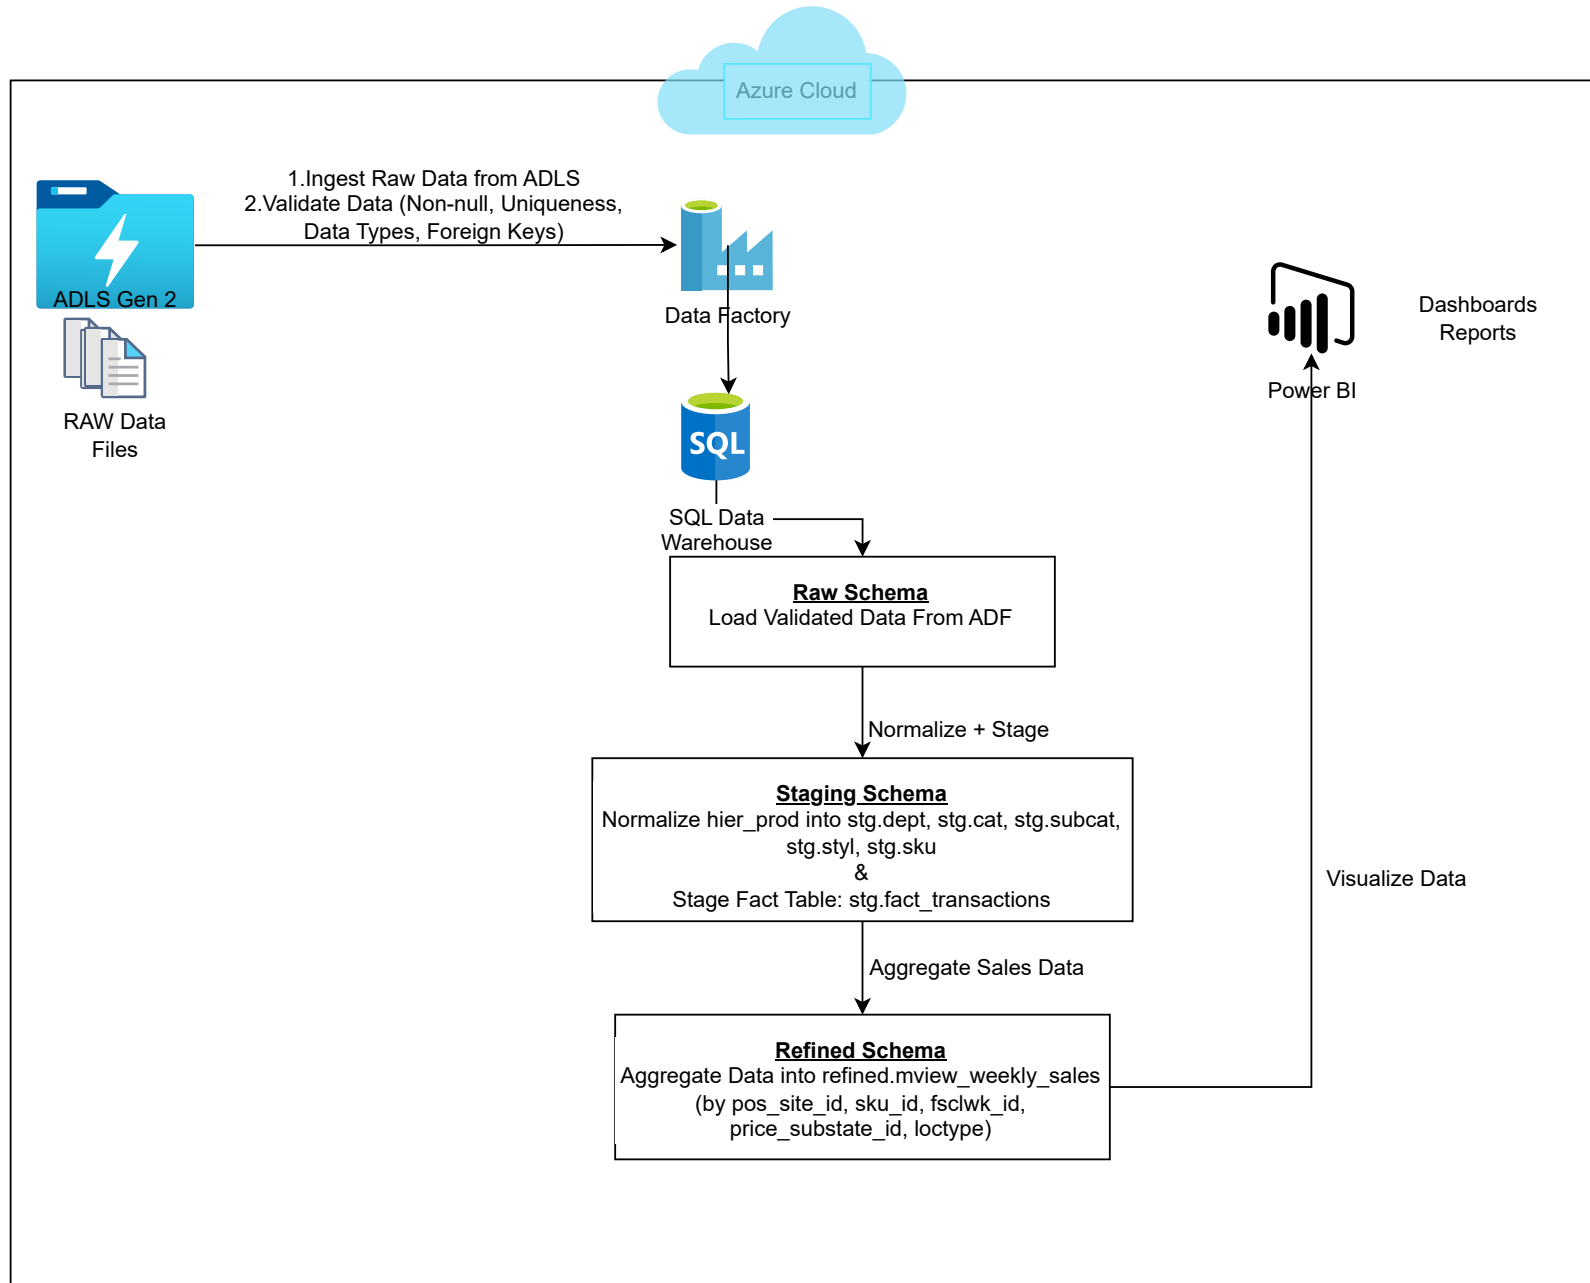 Azure Cloud
1.Ingest Raw Data from ADLS
2.Validate Data (Non-null, Uniqueness,
Data Types, Foreign Keys)
ADLS Gen 2
RAW Data
Files
Data Factory
SQL
SQL Data
Warehouse
Dashboards
Reports
Power BI
Raw Schema
Load Validated Data From ADF
Normalize + Stage
Staging Schema
Normalize hier_prod into stg.dept, stg.cat, stg.subcat,
stg.styl, stg.sku
&
Stage Fact Table: stg.fact_transactions
Visualize Data
Aggregate Sales Data
Refined Schema
Aggregate Data into refined.mview_weekly_sales
(by pos_site_id, sku_id, fsclwk_id,
price_substate_id, loctype)